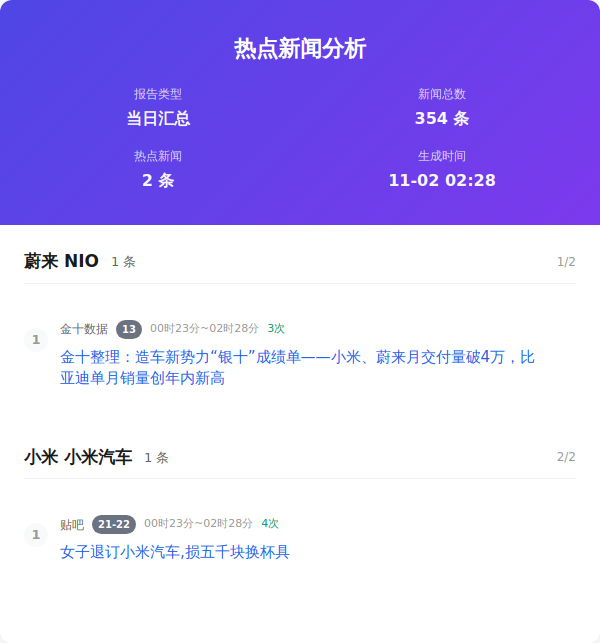 热点新闻分析
报告类型
当日汇总
新闻总数
354 条
热点新闻
2 条
生成时间
11-02 02:28
蔚来 NIO 1 条 1/2
1
金十数据 13 00时23分~02时28分 3次
金十整理：造车新势力“银十”成绩单——小米、蔚来月交付量破4万，比
亚迪单月销量创年内新高
小米 小米汽车 1 条 2/2
1
贴吧 21-22 00时23分~02时28分 4次
女子退订小米汽车,损五千块换杯具